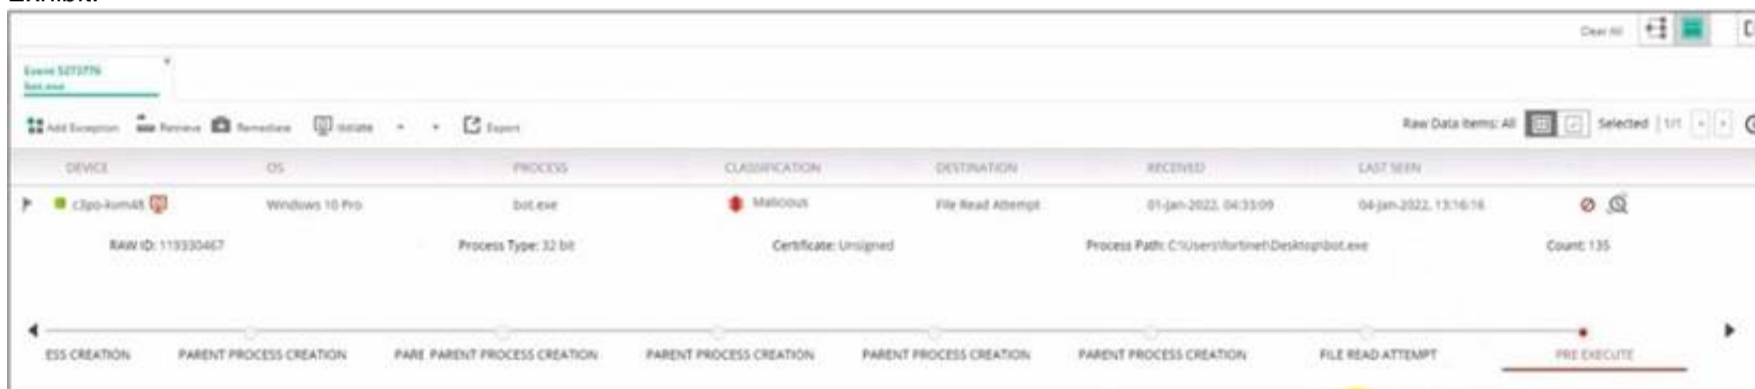 Exhibit:
Clear All
Event 5273776
bot.exe
Add Exception Retrieve Remediate Isolate Export Raw Data Items: All Selected 1/1
DEVICE OS PROCESS CLASSIFICATION DESTINATION RECEIVED LAST SEEN
c3po-kvm48 Windows 10 Pro bot.exe Malicious File Read Attempt 01-Jan-2022, 04:33:09 04-Jan-2022, 13:16:16
RAW ID: 119330467 Process Type: 32 bit Certificate: Unsigned Process Path: C:\Users\fortinet\Desktop\bot.exe Count: 135
ESS CREATION PARENT PROCESS CREATION PARE PARENT PROCESS CREATION PARENT PROCESS CREATION PARENT PROCESS CREATION PARENT PROCESS CREATION FILE READ ATTEMPT PRE EXECUTE